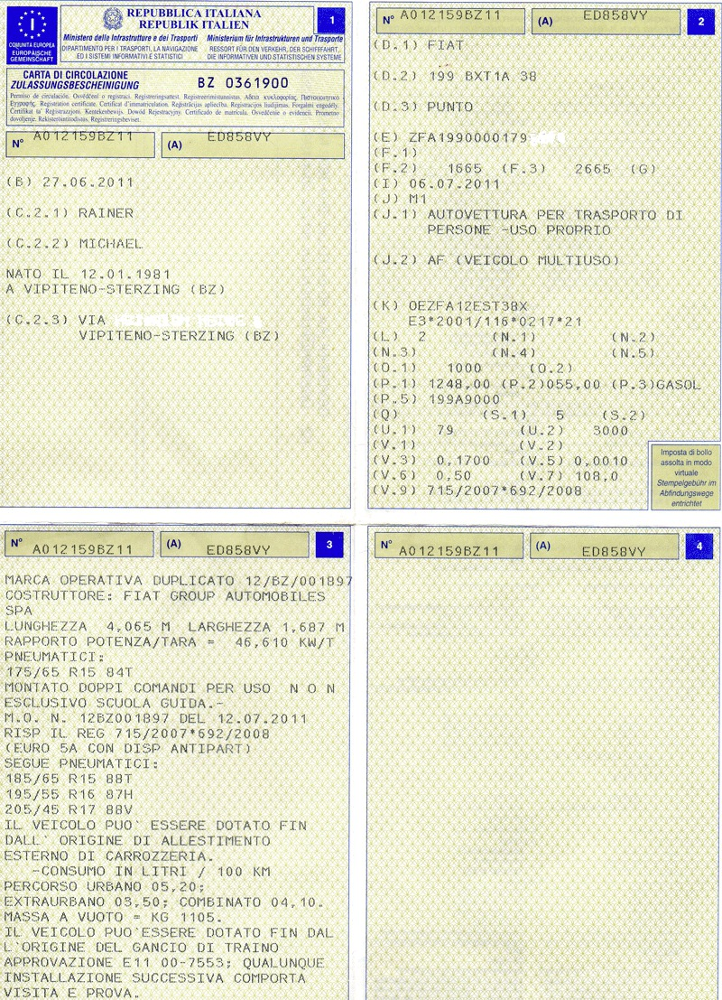 I
COMUNITÀ EUROPEA
EUROPÄISCHE
GEMEINSCHAFT
REPUBBLICA ITALIANA
REPUBLIK ITALIEN
1
Ministero delle Infrastrutture e dei Trasporti
DIPARTIMENTO PER I TRASPORTI, LA NAVIGAZIONE
ED I SISTEMI INFORMATIVI E STATISTICI
Ministerium für Infrastrukturen und Transporte
RESSORT FÜR DEN VERKEHR, DER SCHIFFFAHRT,
DIE INFORMATIVEN UND STATISTISCHEN SYSTEME
CARTA DI CIRCOLAZIONE
ZULASSUNGSBESCHEINIGUNG
BZ 0361900
Permiso de circulación. Osvědčení o registraci. Registreringsattest. Registreerimistunnistus. Άδεια κυκλοφορίας. Πιστοποιητικό
Εγγραφής. Registration certificate. Certificat d'immatriculation. Reģistrācijas apliecība. Registracijos liudijimas. Forgalmi engedély.
Ċertifikat ta' Reġistrazzjoni. Kentekenbewijs. Dowód Rejestracyjny. Certificado de matrícula. Osvedčenie o evidencii. Prometno
dovoljenje. Rekisteröintitodistus. Registreringsbeviset.
N° A012159BZ11 (A) ED858VY
(B) 27.06.2011
(C.2.1) RAINER
(C.2.2) MICHAEL
NATO IL 12.01.1981
A VIPITENO-STERZING (BZ)
(C.2.3) VIA
VIPITENO-STERZING (BZ)
N° A012159BZ11 (A) ED858VY 2
(D.1) FIAT
(D.2) 199 BXT1A 38
(D.3) PUNTO
(E) ZFA1990000179
(F.1)
(F.2) 1665 (F.3) 2665 (G)
(I) 06.07.2011
(J) M1
(J.1) AUTOVETTURA PER TRASPORTO DI
PERSONE -USO PROPRIO
(J.2) AF (VEICOLO MULTIUSO)
(K) OEZFA12EST38X
E3*2001/116*0217*21
(L) 2 (N.1) (N.2)
(N.3) (N.4) (N.5)
(O.1) 1000 (O.2)
(P.1) 1248,00 (P.2)055,00 (P.3)GASOL
(P.5) 199A9000
(Q) (S.1) 5 (S.2)
(U.1) 79 (U.2) 3000
(V.1) (V.2)
(V.3) 0,1700 (V.5) 0,0010
(V.6) 0,50 (V.7) 108,0
(V.9) 715/2007*692/2008
Imposta di bollo
assolta in modo
virtuale
Stempelgebühr im
Abfindungswege
entrichtet
N° A012159BZ11 (A) ED858VY 3
MARCA OPERATIVA DUPLICATO 12/BZ/001897
COSTRUTTORE: FIAT GROUP AUTOMOBILES
SPA
LUNGHEZZA 4,065 M LARGHEZZA 1,687 M
RAPPORTO POTENZA/TARA = 46,610 KW/T
PNEUMATICI:
175/65 R15 84T
MONTATO DOPPI COMANDI PER USO N O N
ESCLUSIVO SCUOLA GUIDA.-
M.O. N. 12BZ001897 DEL 12.07.2011
RISP IL REG 715/2007*692/2008
(EURO 5A CON DISP ANTIPART)
SEGUE PNEUMATICI:
185/65 R15 88T
195/55 R16 87H
205/45 R17 88V
IL VEICOLO PUO` ESSERE DOTATO FIN
DALL` ORIGINE DI ALLESTIMENTO
ESTERNO DI CARROZZERIA.
-CONSUMO IN LITRI / 100 KM
PERCORSO URBANO 05,20;
EXTRAURBANO 03,50; COMBINATO 04,10.
MASSA A VUOTO = KG 1105.
IL VEICOLO PUO`ESSERE DOTATO FIN DAL
L`ORIGINE DEL GANCIO DI TRAINO
APPROVAZIONE E11 00-7553; QUALUNQUE
INSTALLAZIONE SUCCESSIVA COMPORTA
VISITA E PROVA.
N° A012159BZ11 (A) ED858VY 4